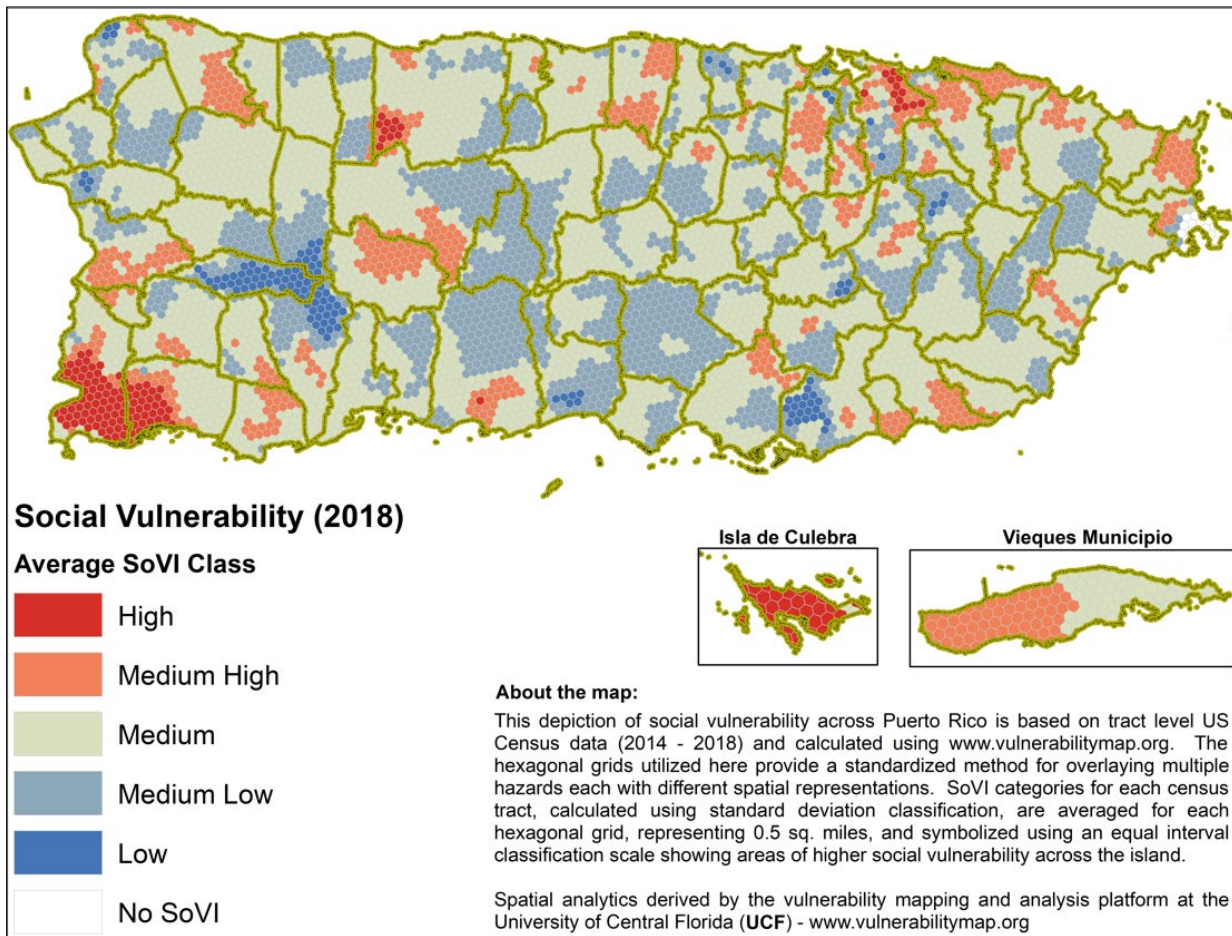 Social Vulnerability (2018)
Average SoVI Class
High
Medium High
Medium
Medium Low
Low
No SoVI
Isla de Culebra
Vieques Municipio
About the map:
This depiction of social vulnerability across Puerto Rico is based on tract level US
Census data (2014 - 2018) and calculated using www.vulnerabilitymap.org. The
hexagonal grids utilized here provide a standardized method for overlaying multiple
hazards each with different spatial representations. SoVI categories for each census
tract, calculated using standard deviation classification, are averaged for each
hexagonal grid, representing 0.5 sq. miles, and symbolized using an equal interval
classification scale showing areas of higher social vulnerability across the island.
Spatial analytics derived by the vulnerability mapping and analysis platform at the
University of Central Florida (UCF) - www.vulnerabilitymap.org